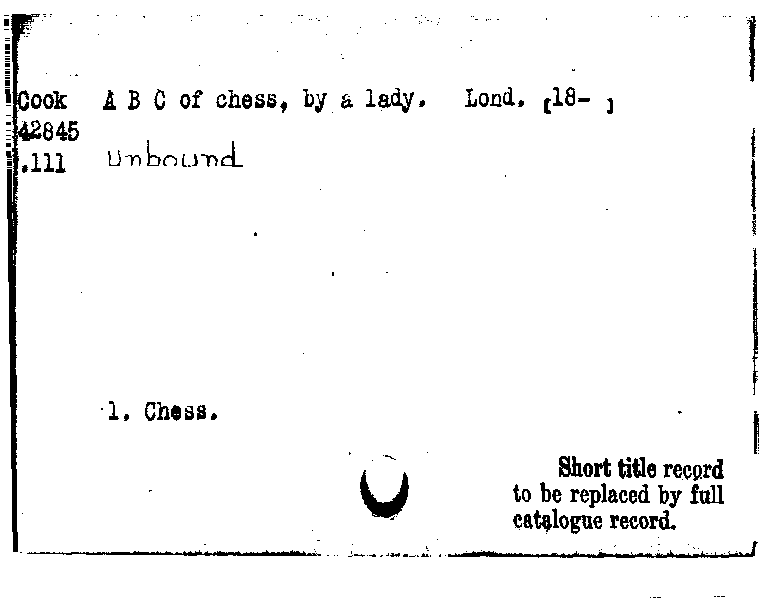 Cook A B C of chess, by a lady. Lond. [18- ]
42845
.111 Unbound
1. Chess.
Short title record
to be replaced by full
catalogue record.